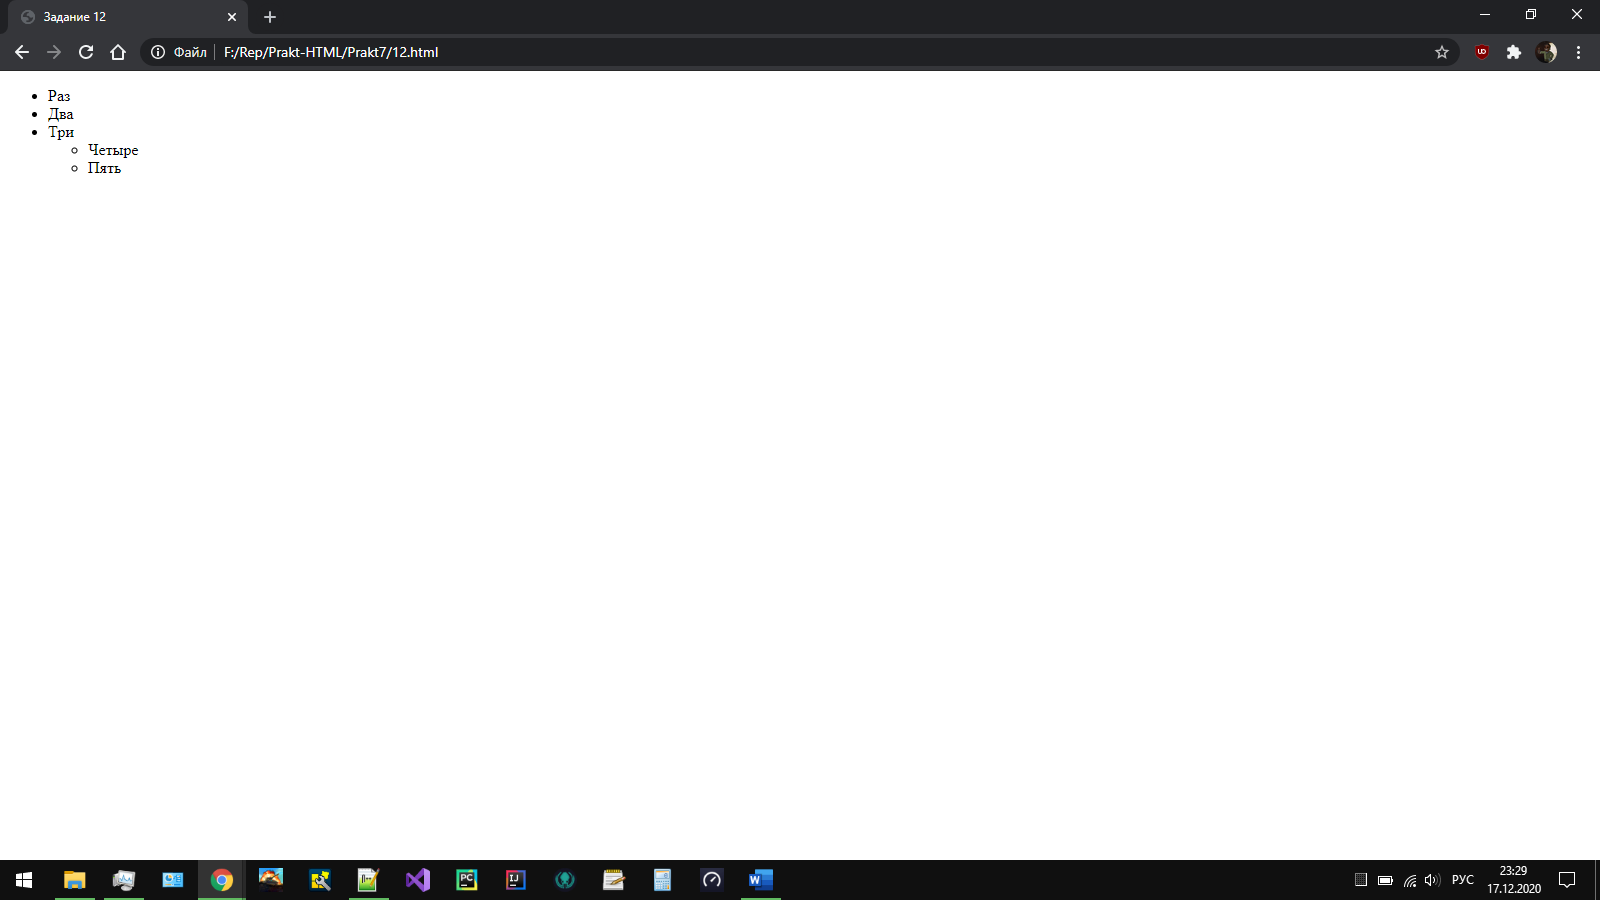 Задание 12
Файл F:/Rep/Prakt-HTML/Prakt7/12.html
Раз
Два
Три
Четыре
Пять
РУС
23:29
17.12.2020